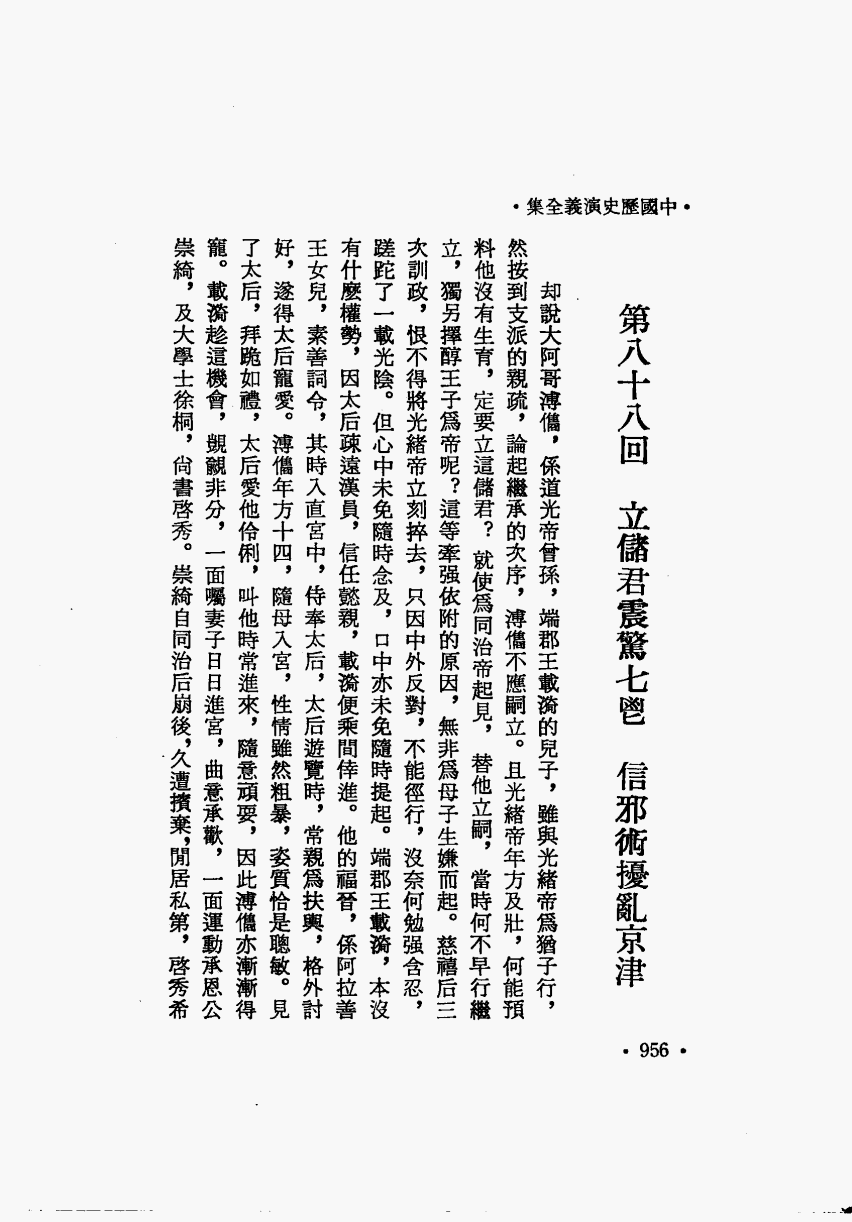 •中國歷史演義全集•
第八十八回　立儲君震驚七鬯　信邪術擾亂京津
却說大阿哥溥儁，係道光帝曾孫，端郡王載漪的兒子，雖與光緒帝爲猶子行，
然按到支派的親疏，論起繼承的次序，溥儁不應嗣立。且光緒帝年方及壯，何能預
料他沒有生育，定要立這儲君？就使爲同治帝起見，替他立嗣，當時何不早行繼
立，獨另擇醇王子爲帝呢？這等牽强依附的原因，無非爲母子生嫌而起。慈禧后三
次訓政，恨不得將光緒帝立刻捽去，只因中外反對，不能徑行，沒奈何勉强含忍，
蹉跎了一載光陰。但心中未免隨時念及，口中亦未免隨時提起。端郡王載漪，本沒
有什麼權勢，因太后疎遠漢員，信任懿親，載漪便乘間倖進。他的福晉，係阿拉善
王女兒，素善詞令，其時入直宮中，侍奉太后，太后遊覽時，常親爲扶輿，格外討
好，遂得太后寵愛。溥儁年方十四，隨母入宮，性情雖然粗暴，姿質恰是聰敏。見
了太后，拜跪如禮，太后愛他伶俐，叫他時常進來，隨意頑耍，因此溥儁亦漸漸得
寵。載漪趁這機會，覬覦非分，一面囑妻子日日進宮，曲意承歡，一面運動承恩公
崇綺，及大學士徐桐，尙書啓秀。崇綺自同治后崩後，久遭擯棄，閒居私第，啓秀希
•956•